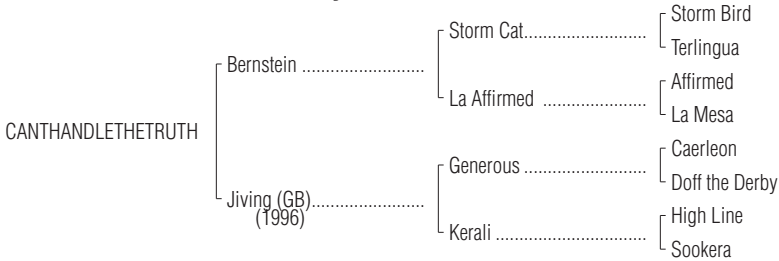 Storm Bird
Storm Cat..........................
Terlingua
Bernstein ..........................
Affirmed
La Affirmed ......................
La Mesa
CANTHANDLETHETRUTH
Caerleon
Generous ..........................
Doff the Derby
Jiving (GB)........................
(1996)
High Line
Kerali ................................
Sookera